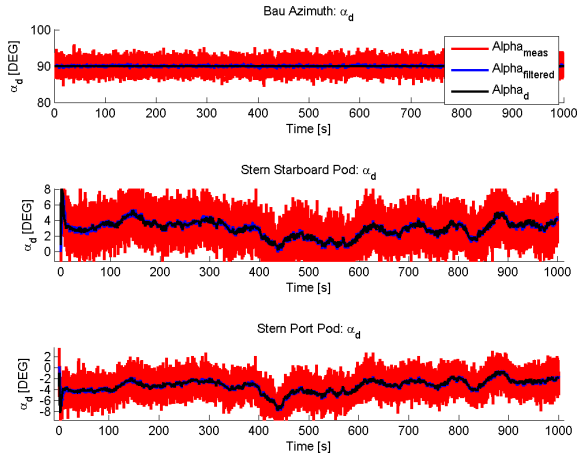 Bau Azimuth: αd
100
90
80
αd [DEG]
Alphameas
Alphafiltered
Alphad
0 100 200 300 400 500 600 700 800 900 1000
Time [s]
Stern Starboard Pod: αd
8
6
4
2
0
αd [DEG]
0 100 200 300 400 500 600 700 800 900 1000
Time [s]
Stern Port Pod: αd
0
-2
-4
-6
-8
αd [DEG]
0 100 200 300 400 500 600 700 800 900 1000
Time [s]